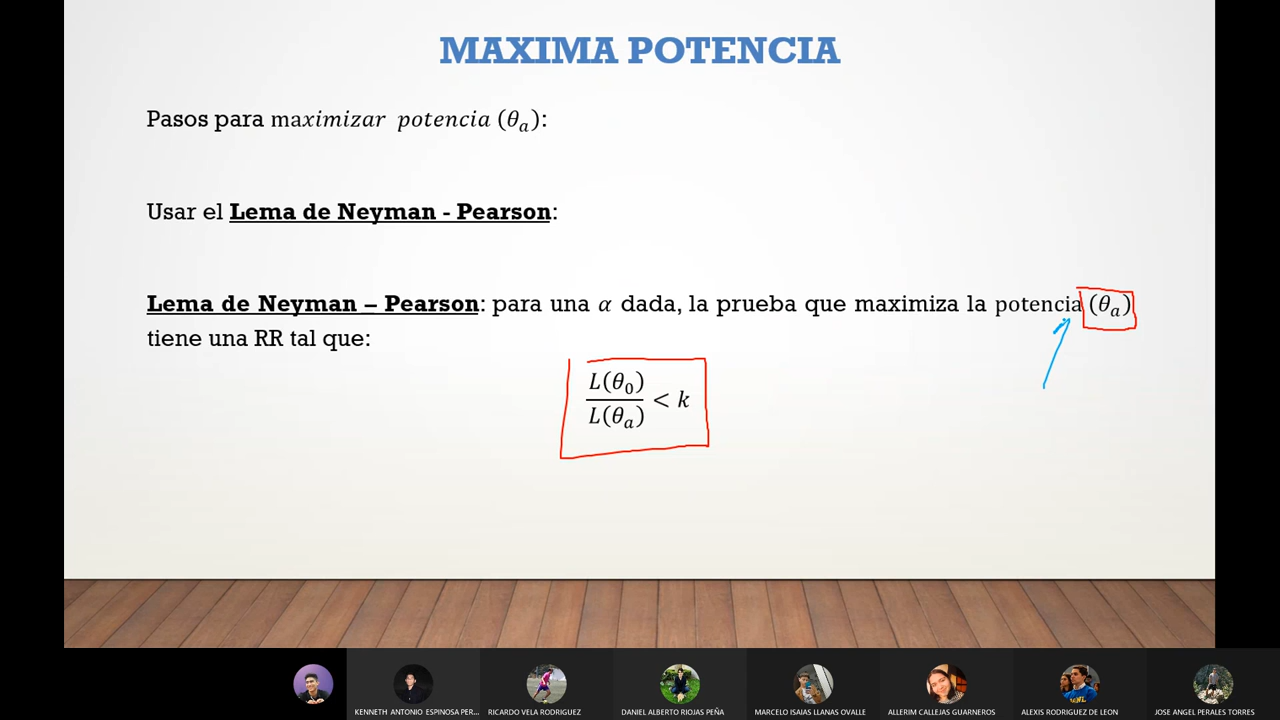 MAXIMA POTENCIA
Pasos para maximizar potencia (θₐ):
Usar el Lema de Neyman - Pearson:
Lema de Neyman – Pearson: para una α dada, la prueba que maximiza la potencia (θₐ)
tiene una RR tal que:
L(θ₀)
L(θₐ) < k
KENNETH ANTONIO ESPINOSA PER...
RICARDO VELA RODRIGUEZ
DANIEL ALBERTO RIOJAS PEÑA
MARCELO ISAIAS LLANAS OVALLE
ALLERIM CALLEJAS GUARNEROS
ALEXIS RODRIGUEZ DE LEON
JOSE ANGEL PERALES TORRES